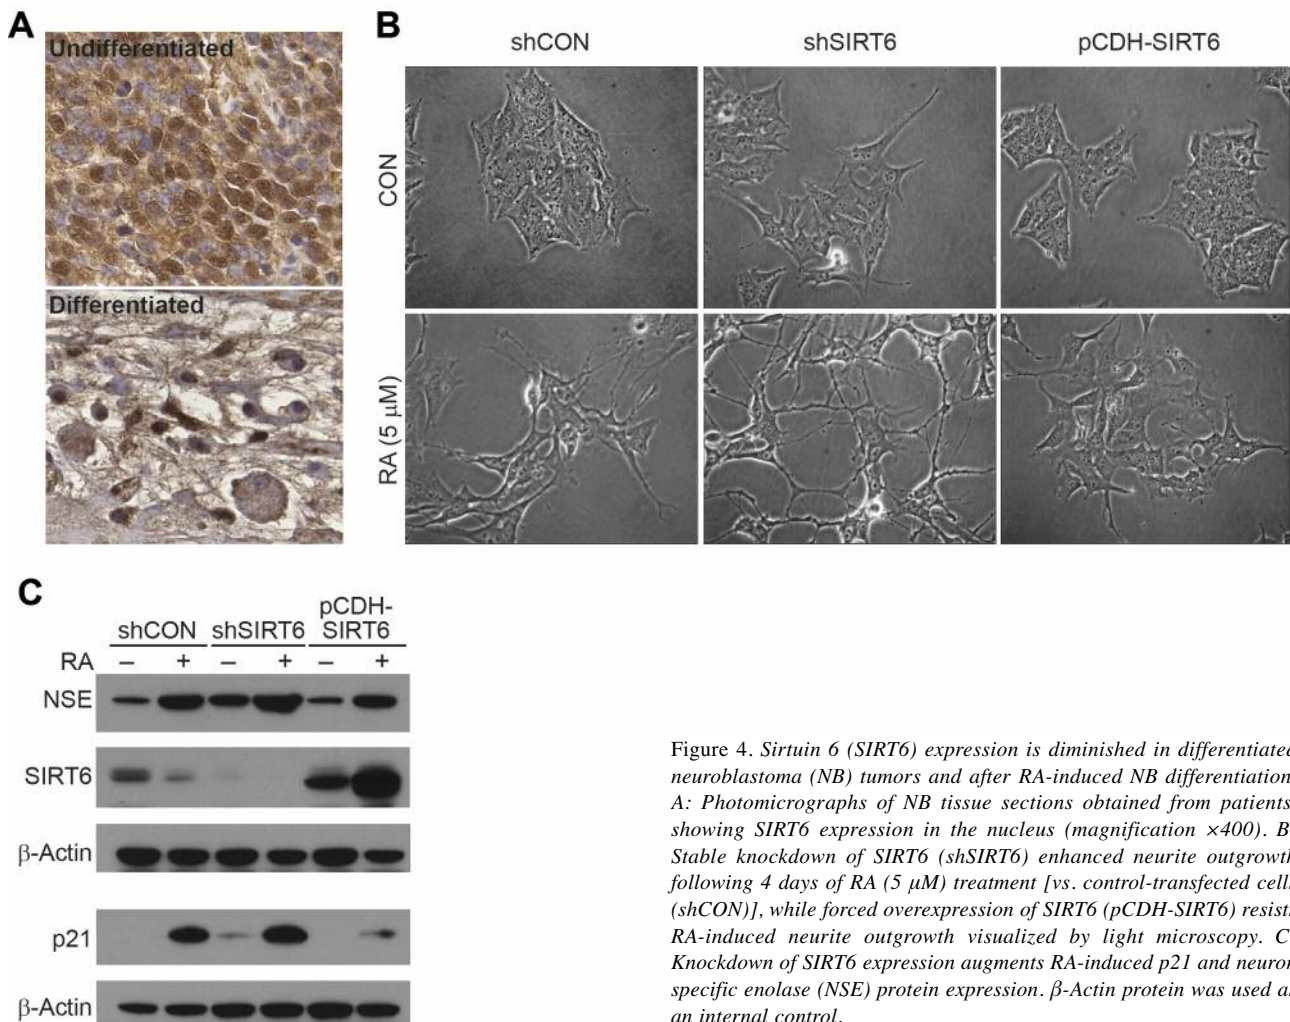 A
Undifferentiated
Differentiated
B
shCON shSIRT6 pCDH-SIRT6
CON
RA (5 μM)
C
shCON shSIRT6 pCDH-
SIRT6
RA – + – + – +
NSE
SIRT6
β-Actin
p21
β-Actin
Figure 4. Sirtuin 6 (SIRT6) expression is diminished in differentiated
neuroblastoma (NB) tumors and after RA-induced NB differentiation
A: Photomicrographs of NB tissue sections obtained from patients
showing SIRT6 expression in the nucleus (magnification ×400). B
Stable knockdown of SIRT6 (shSIRT6) enhanced neurite outgrowth
following 4 days of RA (5 μM) treatment [vs. control-transfected cell
(shCON)], while forced overexpression of SIRT6 (pCDH-SIRT6) resist
RA-induced neurite outgrowth visualized by light microscopy. C
Knockdown of SIRT6 expression augments RA-induced p21 and neuron
specific enolase (NSE) protein expression. β-Actin protein was used a
an internal control.